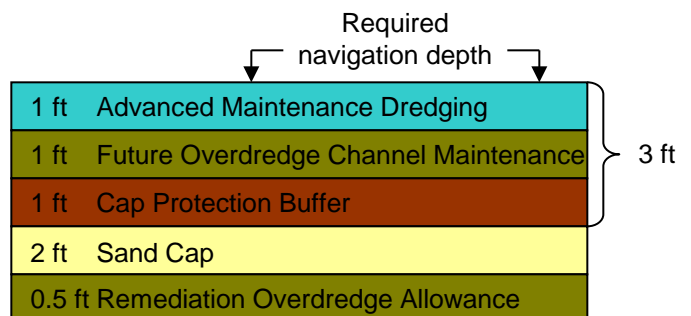 Required
navigation depth
1 ft Advanced Maintenance Dredging
1 ft Future Overdredge Channel Maintenance
3 ft
1 ft Cap Protection Buffer
2 ft Sand Cap
0.5 ft Remediation Overdredge Allowance